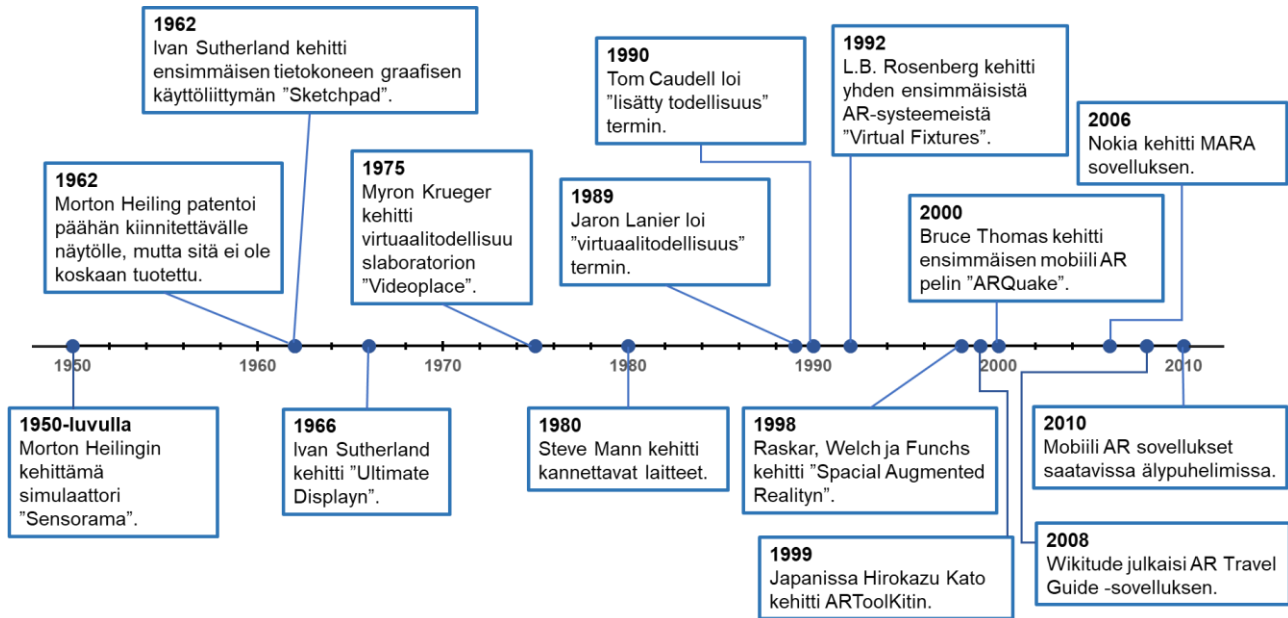 1962
Ivan Sutherland kehitti
ensimmäisen tietokoneen graafisen
käyttöliittymän ”Sketchpad”.
1990
Tom Caudell loi
”lisätty todellisuus”
termin.
1992
L.B. Rosenberg kehitti
yhden ensimmäisistä
AR-systeemeistä
”Virtual Fixtures”.
2006
Nokia kehitti MARA
sovelluksen.
1962
Morton Heiling patentoi
päähän kiinnitettävälle
näytölle, mutta sitä ei ole
koskaan tuotettu.
1975
Myron Krueger
kehitti
virtuaalitodellisuu
slaboratorion
”Videoplace”.
1989
Jaron Lanier loi
”virtuaalitodellisuus”
termin.
2000
Bruce Thomas kehitti
ensimmäisen mobiili AR
pelin ”ARQuake”.
1950 1960 1970 1980 1990 2000 2010
1950-luvulla
Morton Heilingin
kehittämä
simulaattori
”Sensorama”.
1966
Ivan Sutherland
kehitti ”Ultimate
Displayn”.
1980
Steve Mann kehitti
kannettavat laitteet.
1998
Raskar, Welch ja Funchs
kehitti ”Spacial Augmented
Realityn”.
2010
Mobiili AR sovellukset
saatavissa älypuhelimissa.
1999
Japanissa Hirokazu Kato
kehitti ARToolKitin.
2008
Wikitude julkaisi AR Travel
Guide -sovelluksen.